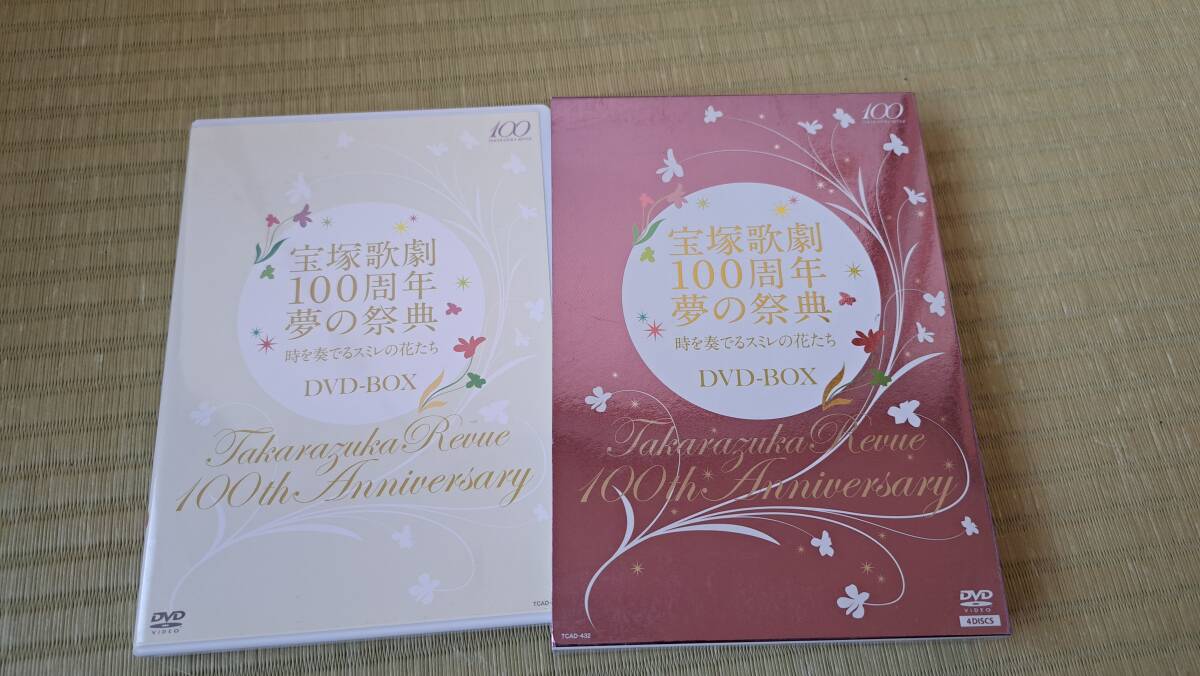 100
宝塚歌劇
100周年
夢の祭典
時を奏でるスミレの花たち
DVD-BOX
Takarazuka Revue
100th Anniversary
DVD
VIDEO
TCAD-
100
宝塚歌劇
100周年
夢の祭典
時を奏でるスミレの花たち
DVD-BOX
Takarazuka Revue
100th Anniversary
TCAD-432
DVD
VIDEO
4DISCS